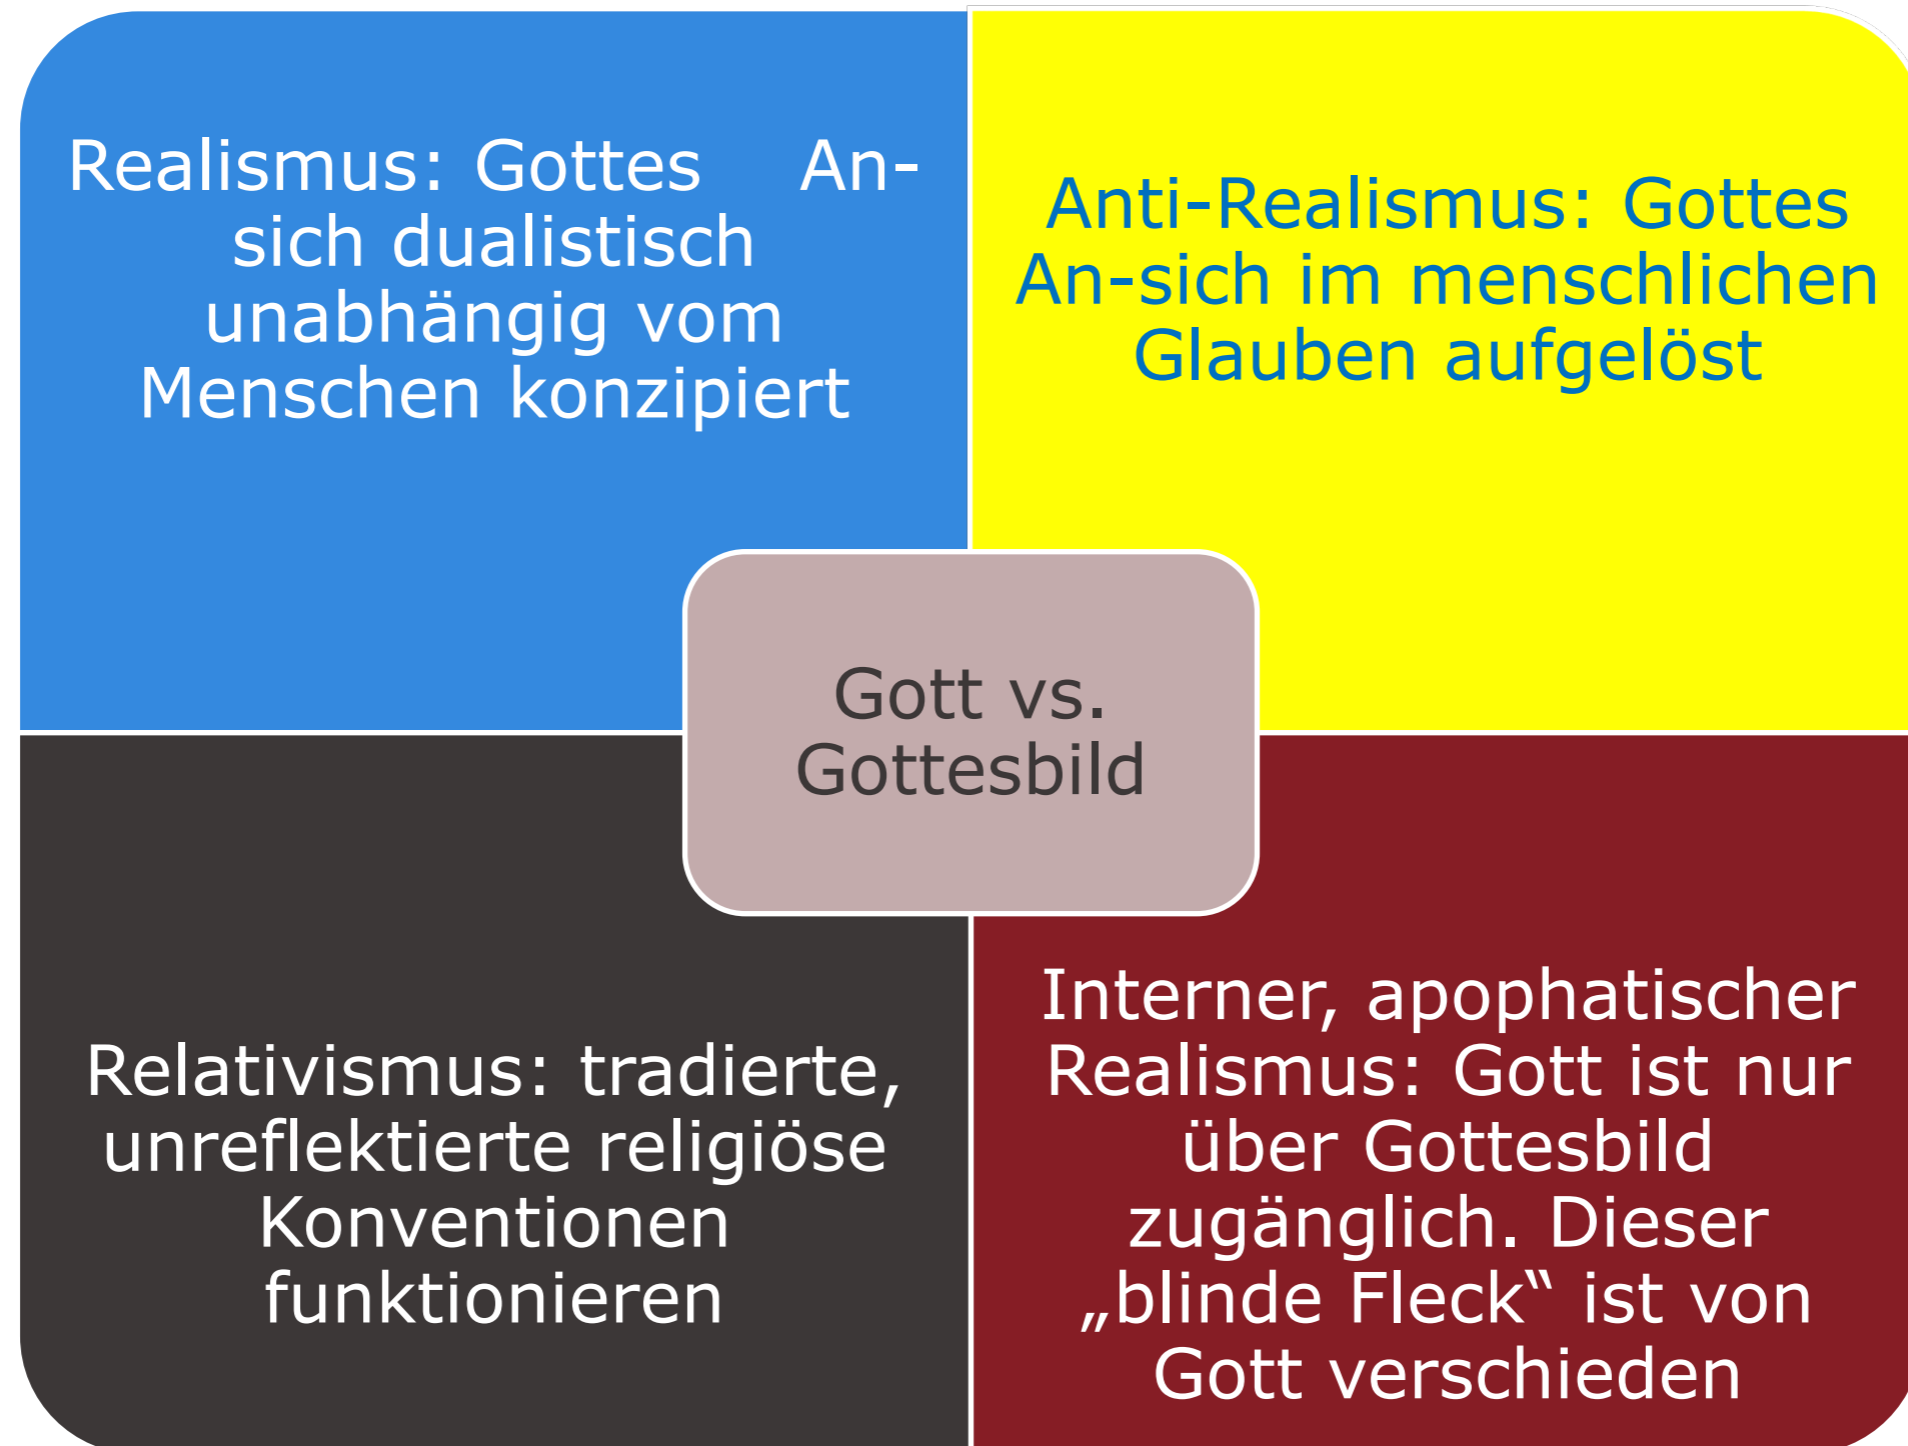 Realismus: Gottes An-
sich dualistisch
unabhängig vom
Menschen konzipiert
Anti-Realismus: Gottes
An-sich im menschlichen
Glauben aufgelöst
Gott vs.
Gottesbild
Relativismus: tradierte,
unreflektierte religiöse
Konventionen
funktionieren
Interner, apophatischer
Realismus: Gott ist nur
über Gottesbild
zugänglich. Dieser
„blinde Fleck“ ist von
Gott verschieden